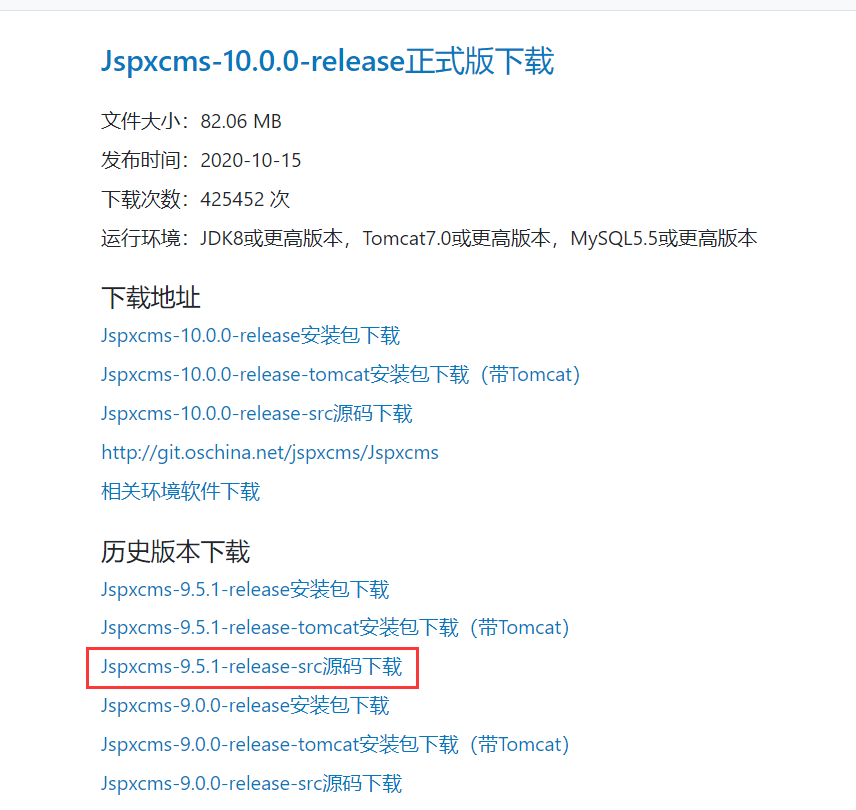 Jspxcms-10.0.0-release正式版下载
文件大小：82.06 MB
发布时间：2020-10-15
下载次数：425452 次
运行环境：JDK8或更高版本，Tomcat7.0或更高版本，MySQL5.5或更高版本
下载地址
Jspxcms-10.0.0-release安装包下载
Jspxcms-10.0.0-release-tomcat安装包下载（带Tomcat）
Jspxcms-10.0.0-release-src源码下载
http://git.oschina.net/jspxcms/Jspxcms
相关环境软件下载
历史版本下载
Jspxcms-9.5.1-release安装包下载
Jspxcms-9.5.1-release-tomcat安装包下载（带Tomcat）
Jspxcms-9.5.1-release-src源码下载
Jspxcms-9.0.0-release安装包下载
Jspxcms-9.0.0-release-tomcat安装包下载（带Tomcat）
Jspxcms-9.0.0-release-src源码下载